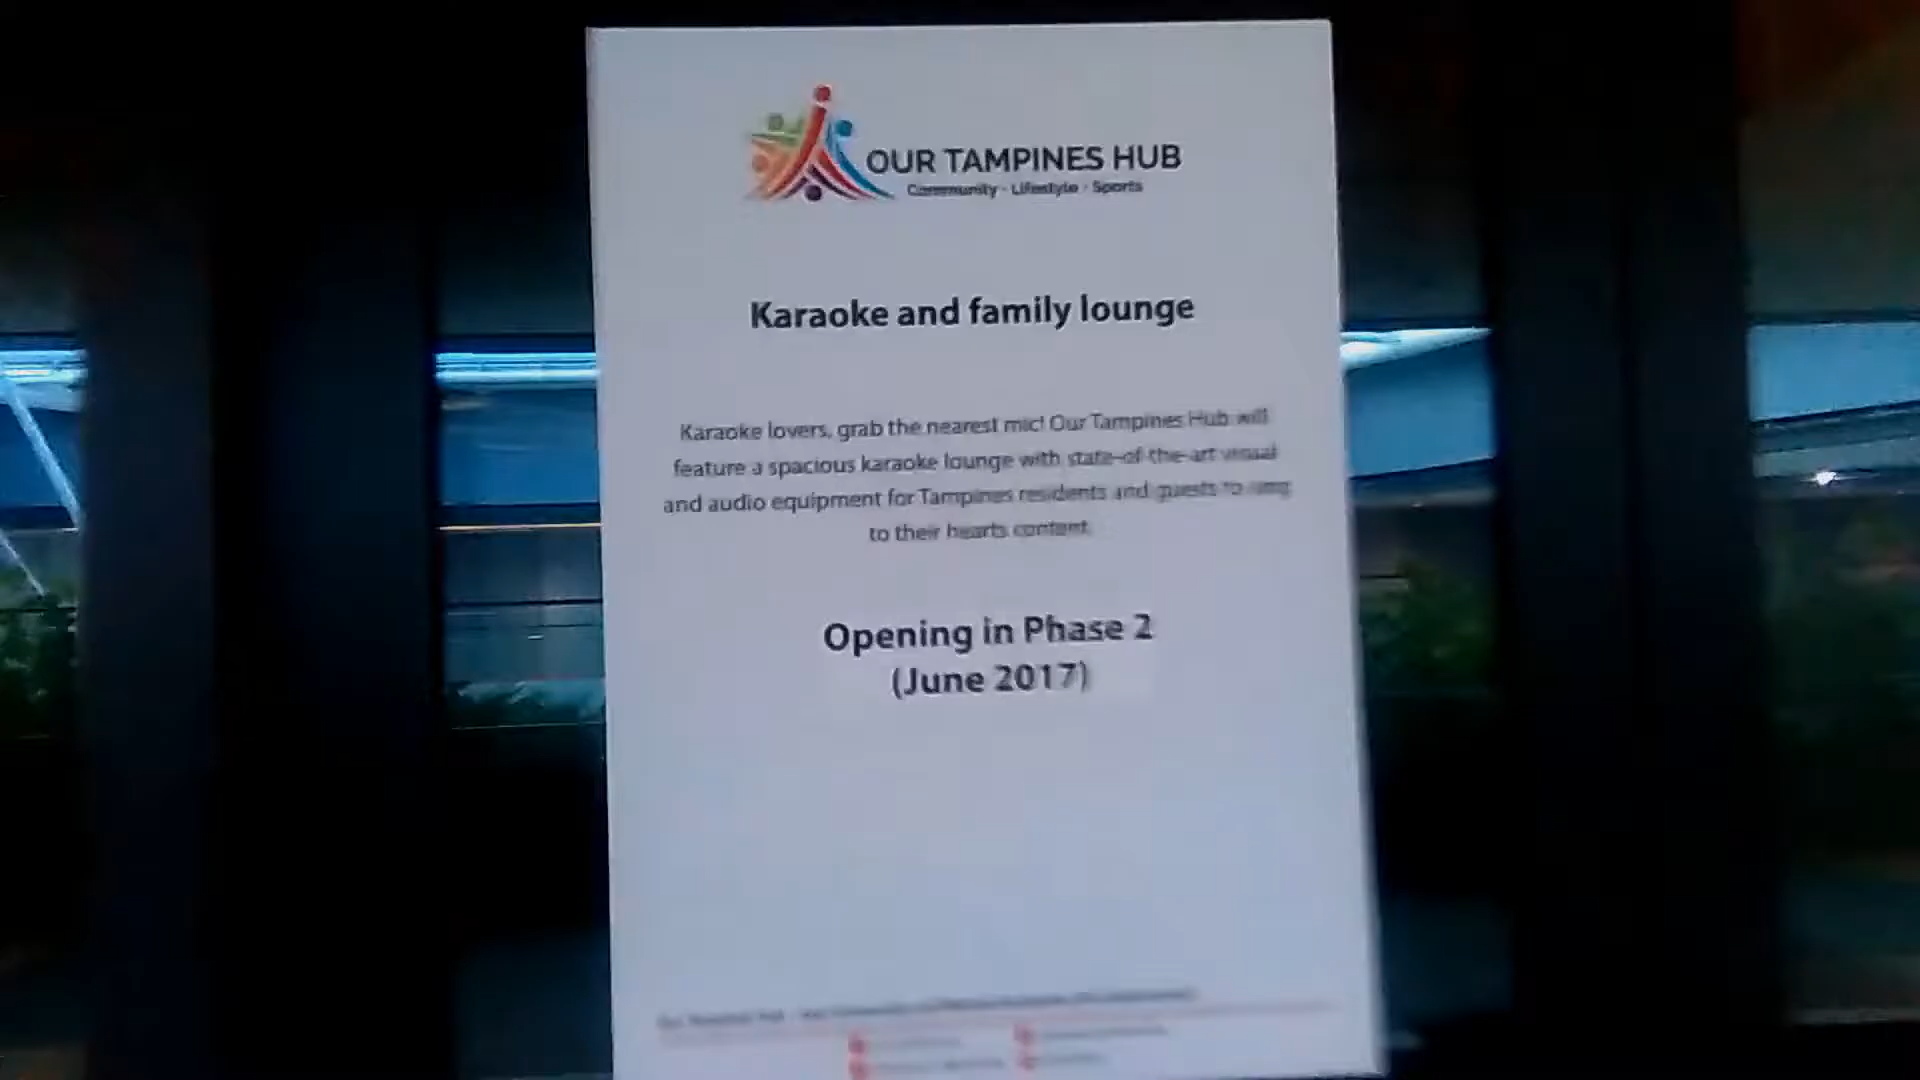 OUR TAMPINES HUB
Community · Lifestyle · Sports
Karaoke and family lounge
Karaoke lovers, grab the nearest mic! Our Tampines Hub will
feature a spacious karaoke lounge with state-of-the-art visual
and audio equipment for Tampines residents and guests to sing
to their hearts content.
Opening in Phase 2
(June 2017)